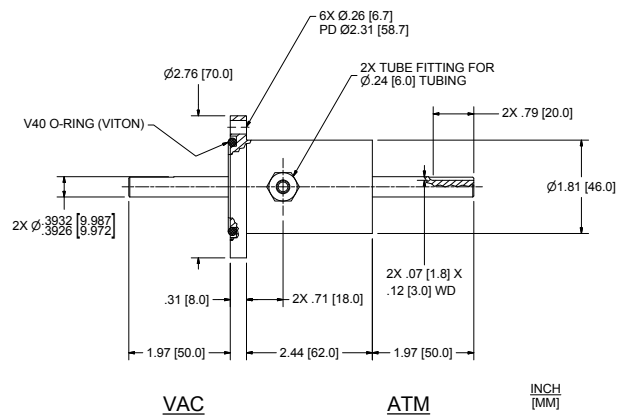 6X Ø.26 [6.7]
PD Ø2.31 [58.7]
Ø2.76 [70.0]
2X TUBE FITTING FOR
Ø.24 [6.0] TUBING
V40 O-RING (VITON)
2X .79 [20.0]
Ø1.81 [46.0]
2X Ø.3932 [9.987]
.3926 [9.972]
2X .07 [1.8] X
.12 [3.0] WD
.31 [8.0]
2X .71 [18.0]
1.97 [50.0]
2.44 [62.0]
1.97 [50.0]
VAC
ATM
INCH
[MM]